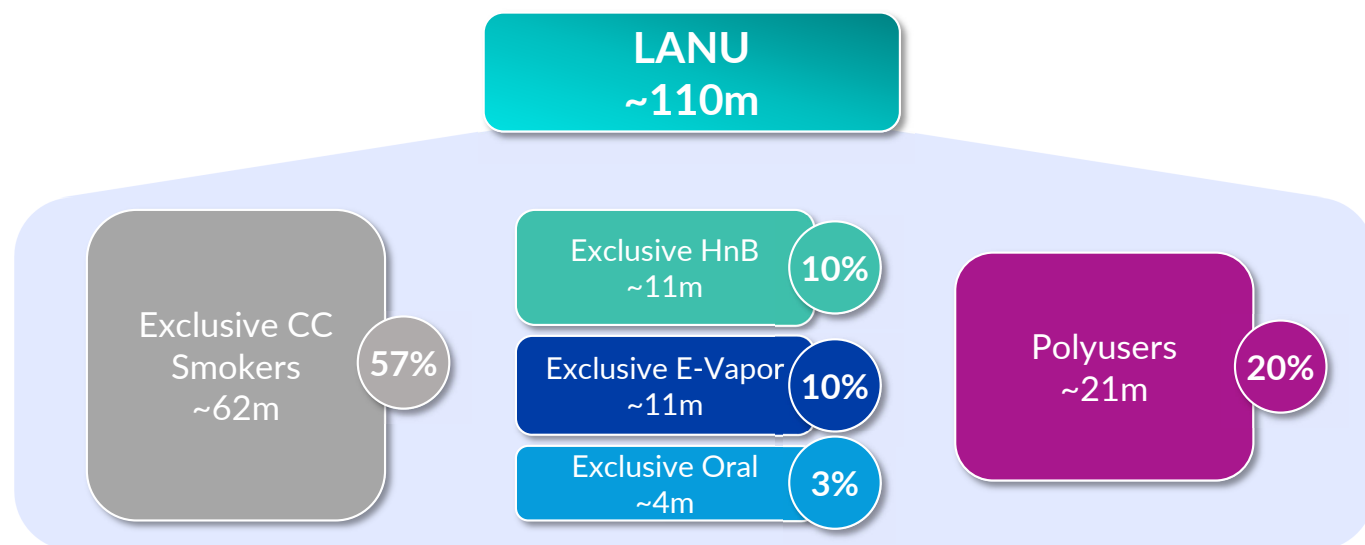 LANU
~110m
Exclusive CC
Smokers
~62m
57%
Exclusive HnB
~11m
10%
Exclusive E-Vapor
~11m
10%
Exclusive Oral
~4m
3%
Polyusers
~21m
20%